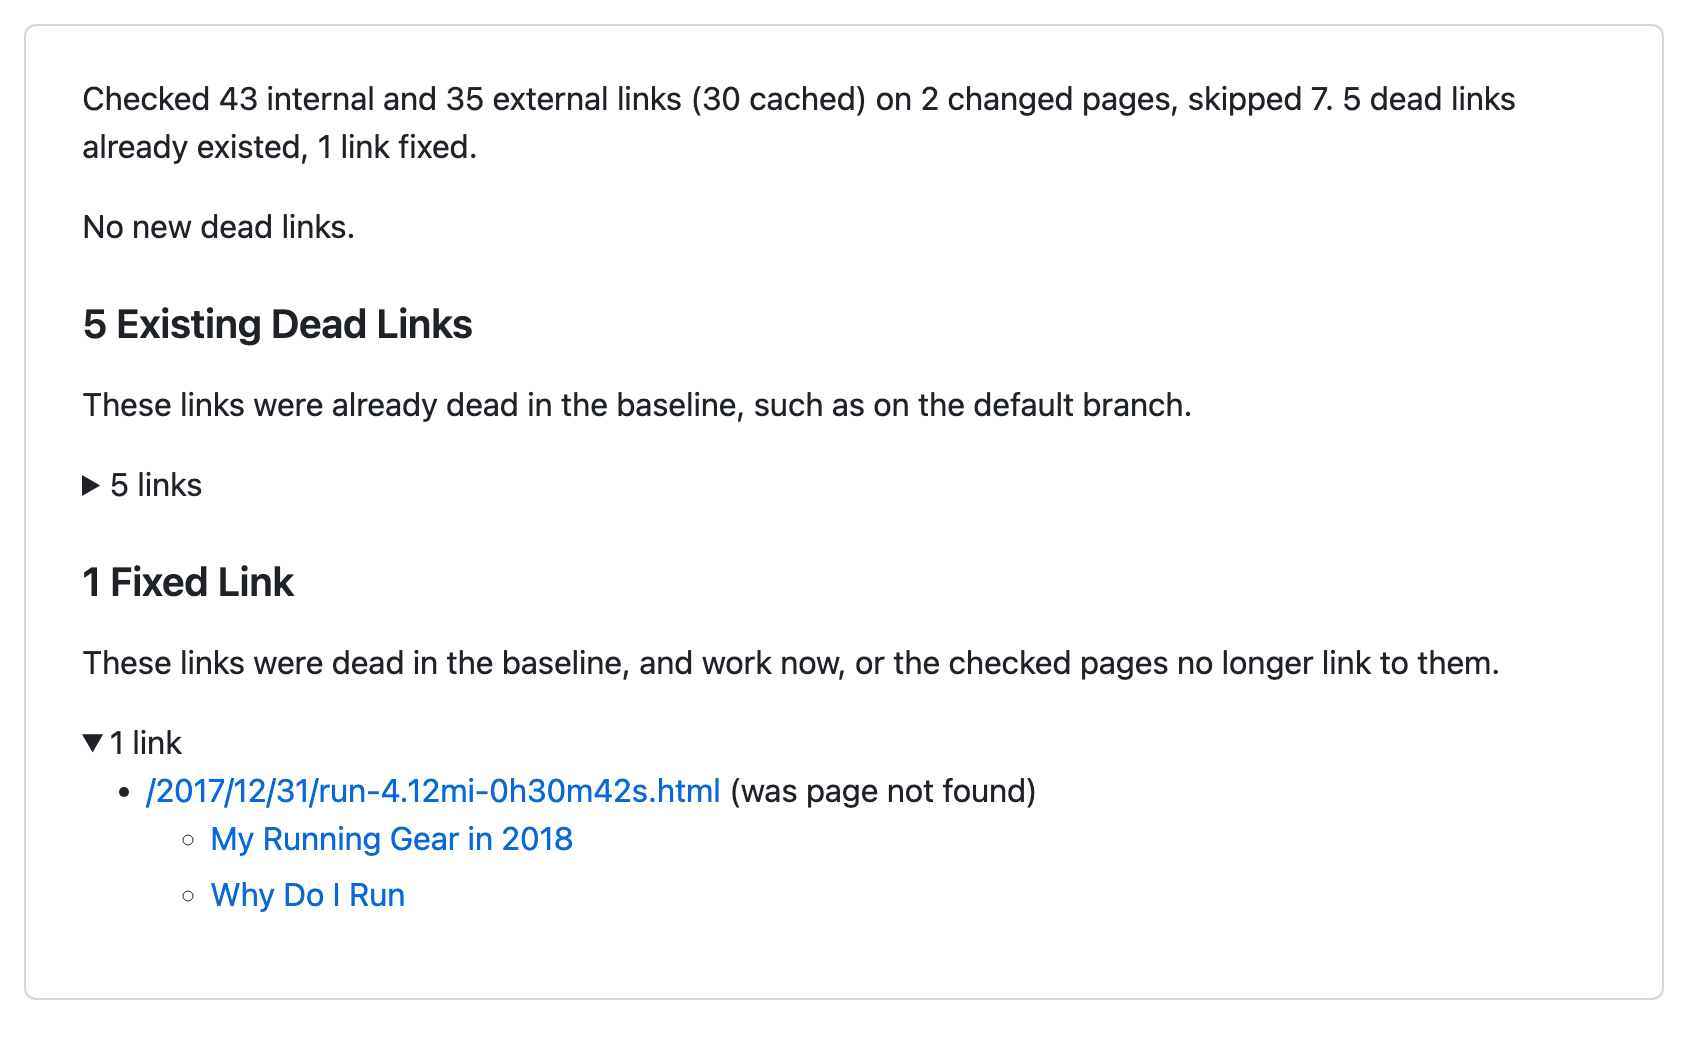 Checked 43 internal and 35 external links (30 cached) on 2 changed pages, skipped 7. 5 dead links
already existed, 1 link fixed.
No new dead links.
5 Existing Dead Links
These links were already dead in the baseline, such as on the default branch.
5 links
1 Fixed Link
These links were dead in the baseline, and work now, or the checked pages no longer link to them.
1 link
/2017/12/31/run-4.12mi-0h30m42s.html (was page not found)
My Running Gear in 2018
Why Do I Run